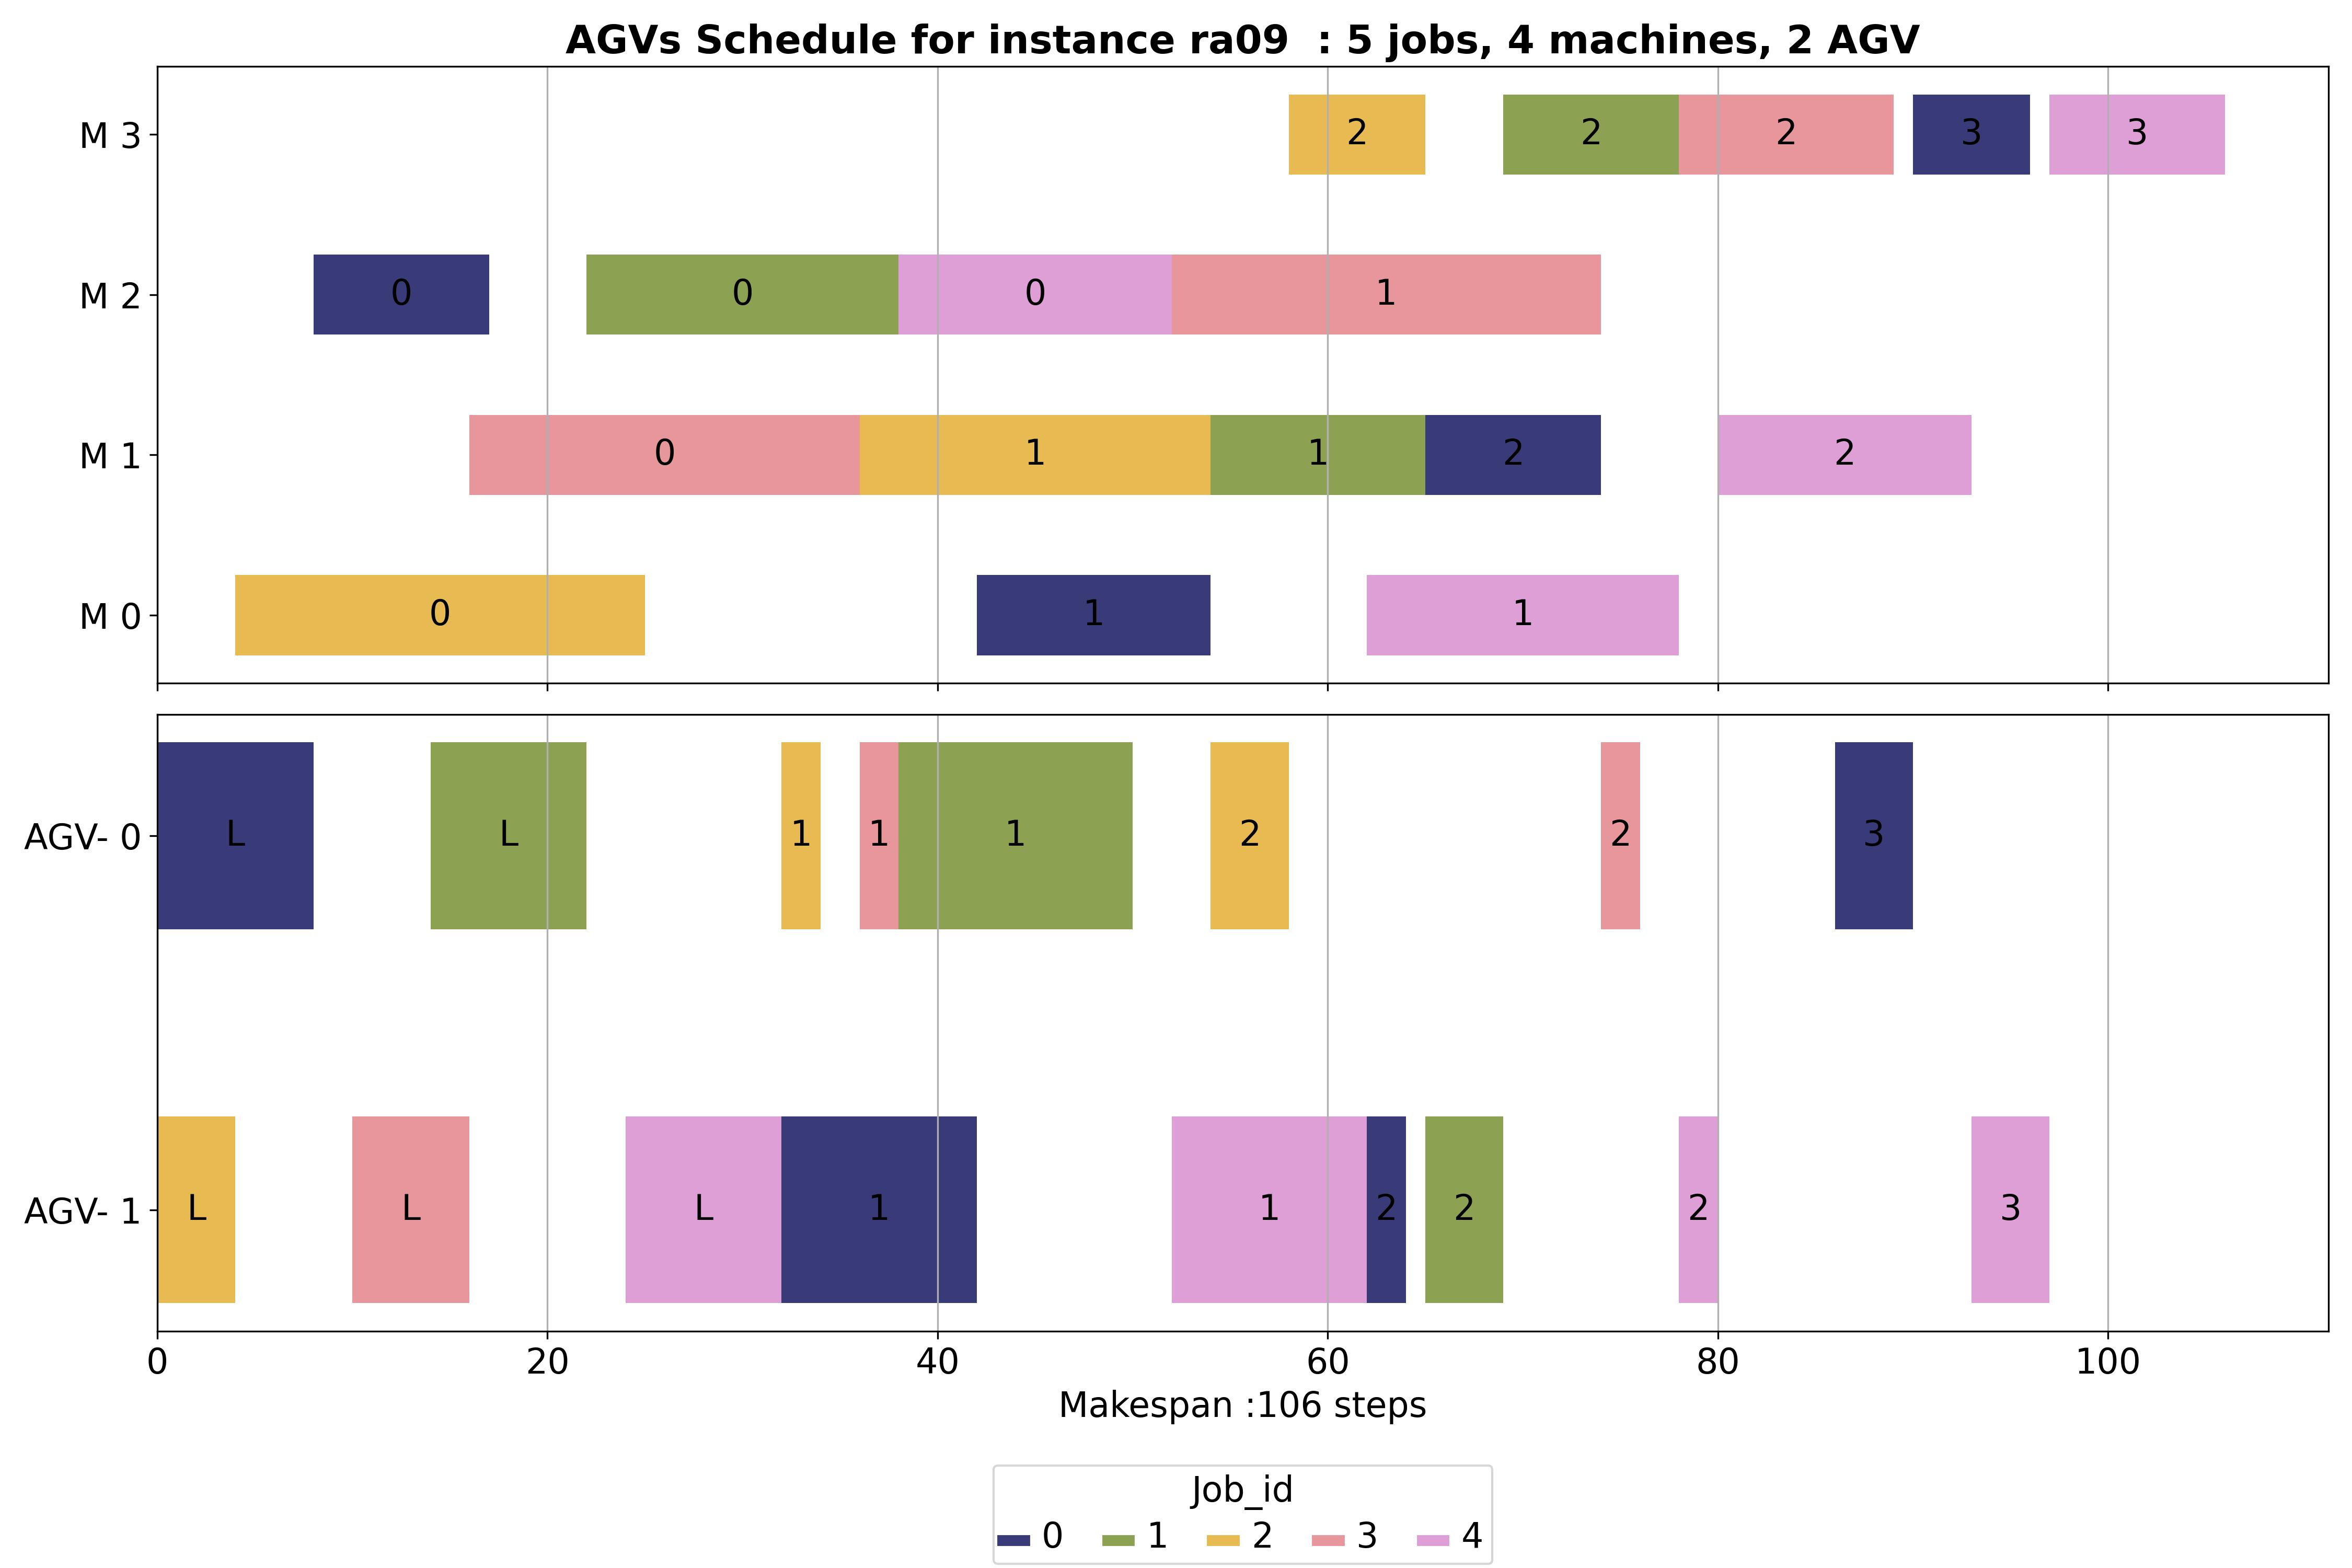 AGVs Schedule for instance ra09  : 5 jobs, 4 machines, 2 AGV
M 3
2 2 2 3 3
M 2
0 0 0 1
M 1
0 1 1 2 2
M 0
0 1 1
AGV- 0
L L 1 1 1 2 2 3
AGV- 1
L L L 1 1 2 2 2 3
0 20 40 60 80 100
Makespan :106 steps
Job_id
0 1 2 3 4